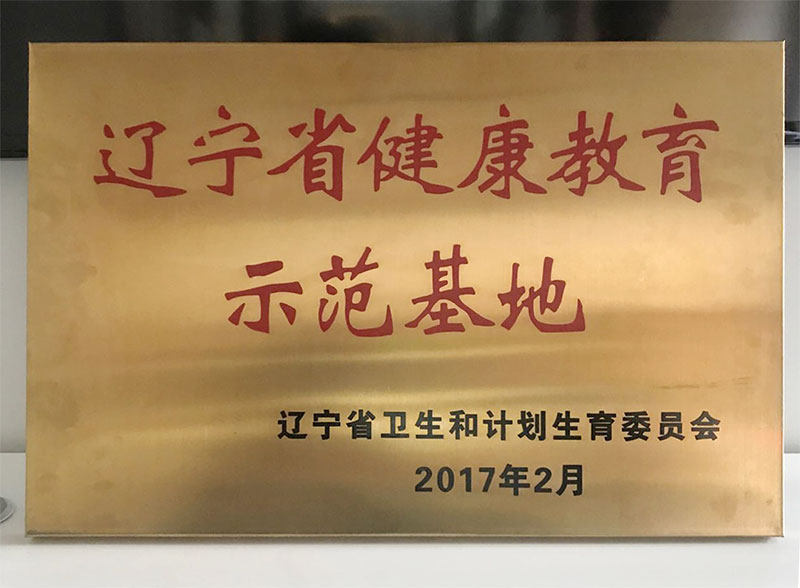 辽宁省健康教育
示范基地
辽宁省卫生和计划生育委员会
2017年2月